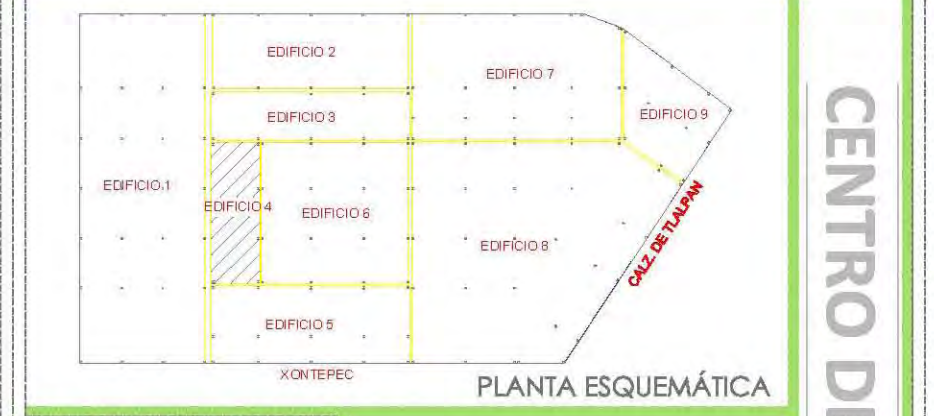 EDIFICIO 2
EDIFICIO 7
EDIFICIO 3
EDIFICIO 9
EDIFICIO 1
EDIFICIO 4
EDIFICIO 6
EDIFICIO 8
CALZ. DE TLALPAN
EDIFICIO 5
XONTEPEC
PLANTA ESQUEMÁTICA
CENTRO